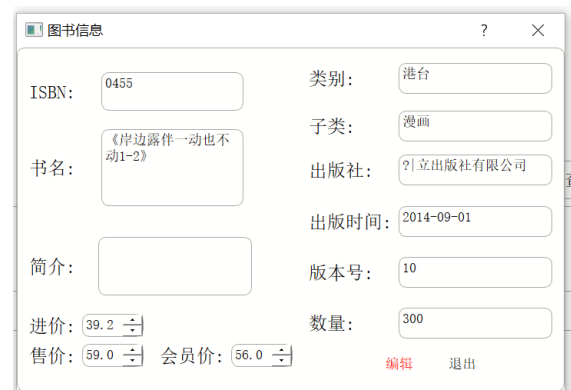 图书信息
ISBN:
0455
书名:
《岸边露伴一动也不
动1-2》
简介:
进价:
39.2
售价:
59.0
会员价:
56.0
类别:
港台
子类:
漫画
出版社:
?|立出版社有限公司
出版时间:
2014-09-01
版本号:
10
数量:
300
编辑
退出